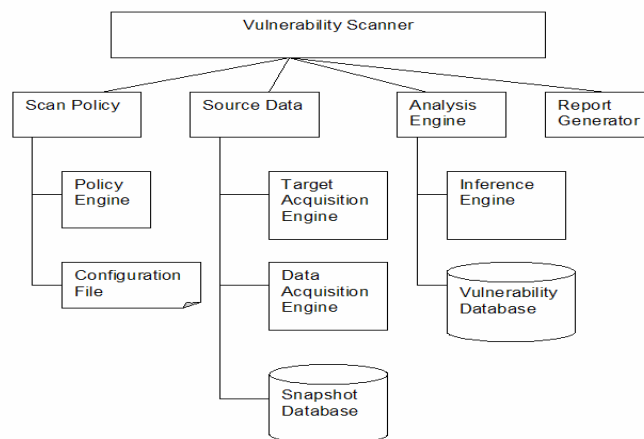 Vulnerability Scanner
Scan Policy
Source Data
Analysis
Engine
Report
Generator
Policy
Engine
Target
Acquisition
Engine
Inference
Engine
Configuration
File
Data
Acquisition
Engine
Vulnerability
Database
Snapshot
Database